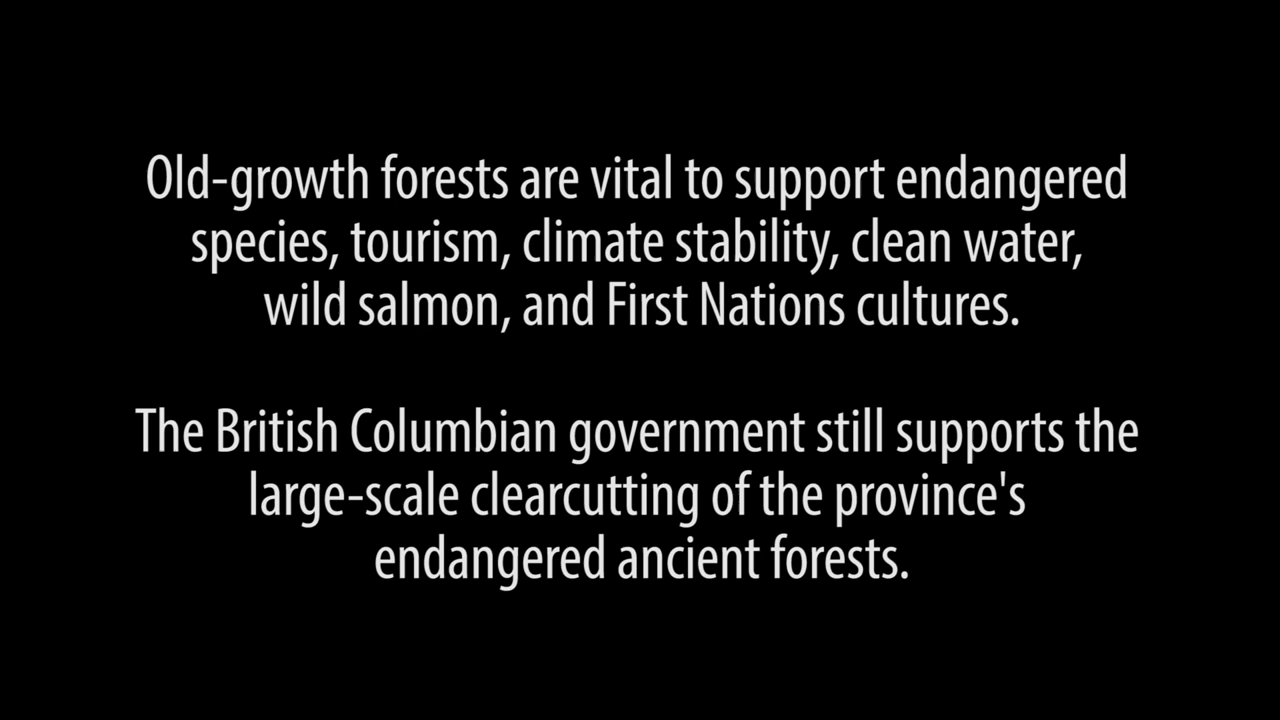 Old-growth forests are vital to support endangered
species, tourism, climate stability, clean water,
wild salmon, and First Nations cultures.
The British Columbian government still supports the
large-scale clearcutting of the province's
endangered ancient forests.